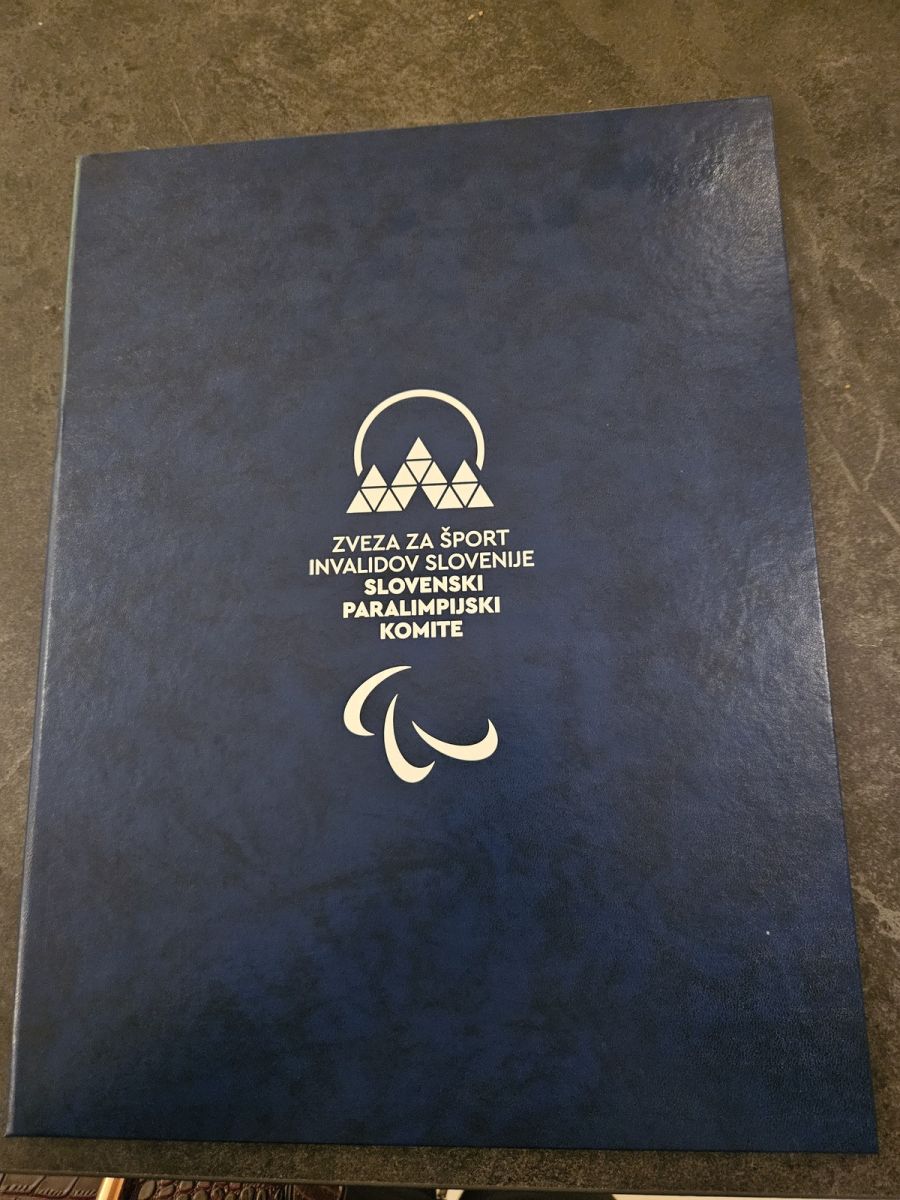 ZVEZA ZA ŠPORT
INVALIDOV SLOVENIJE
SLOVENSKI
PARALIMPIJSKI
KOMITE